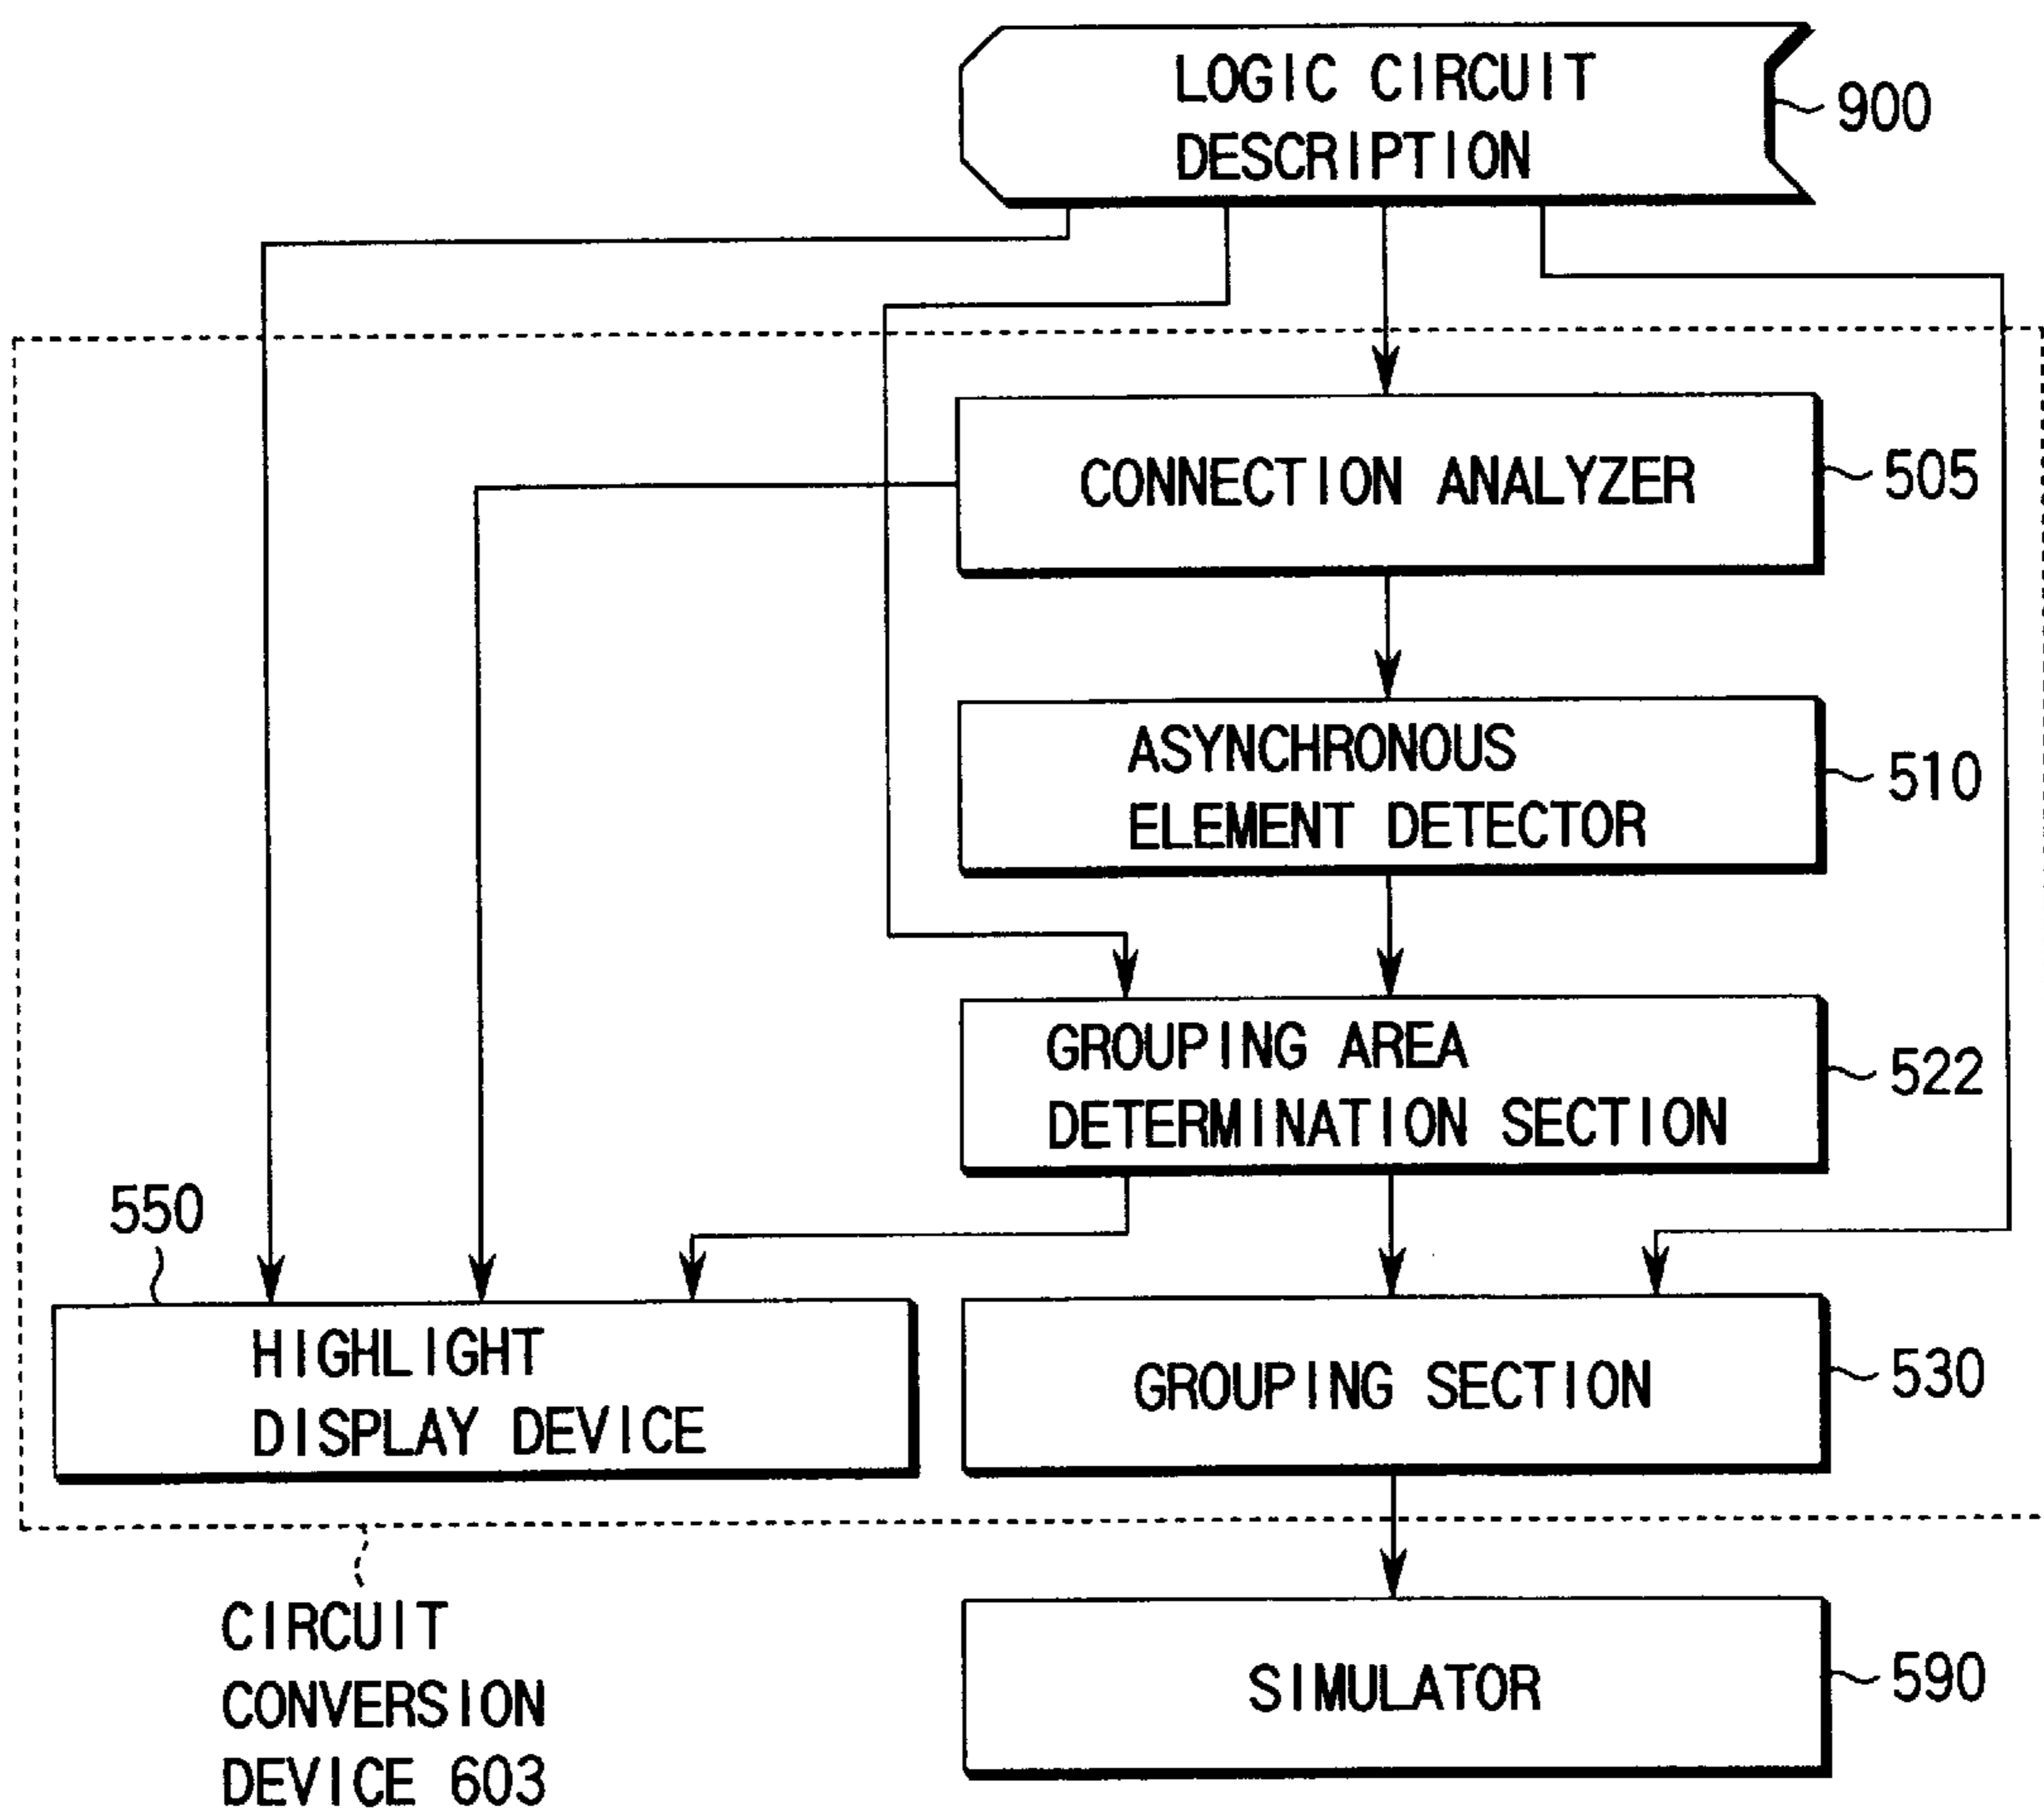 LOGIC CIRCUIT
DESCRIPTION
900
CONNECTION ANALYZER
505
ASYNCHRONOUS
ELEMENT DETECTOR
510
GROUPING AREA
DETERMINATION SECTION
522
550
HIGHLIGHT
DISPLAY DEVICE
GROUPING SECTION
530
CIRCUIT
CONVERSION
DEVICE 603
SIMULATOR
590